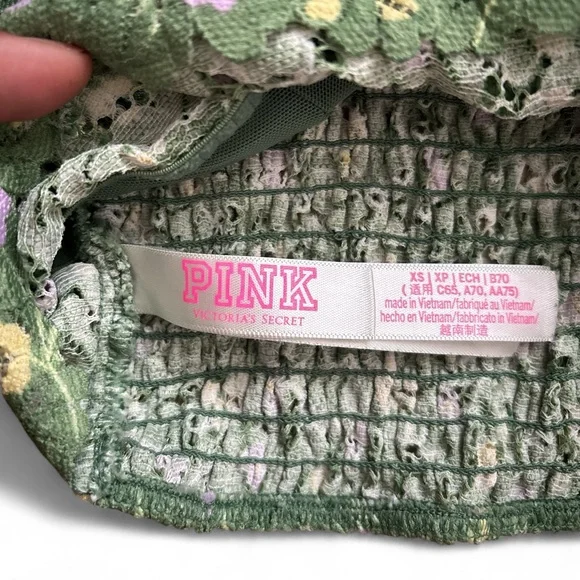 PINK
VICTORIA'S SECRET
XS | XP | ECH | B70
(适用 C65, A70, AA75)
made in Vietnam/fabriqué au Vietnam/
hecho en Vietnam/fabbricato in Vietnam/
越南制造